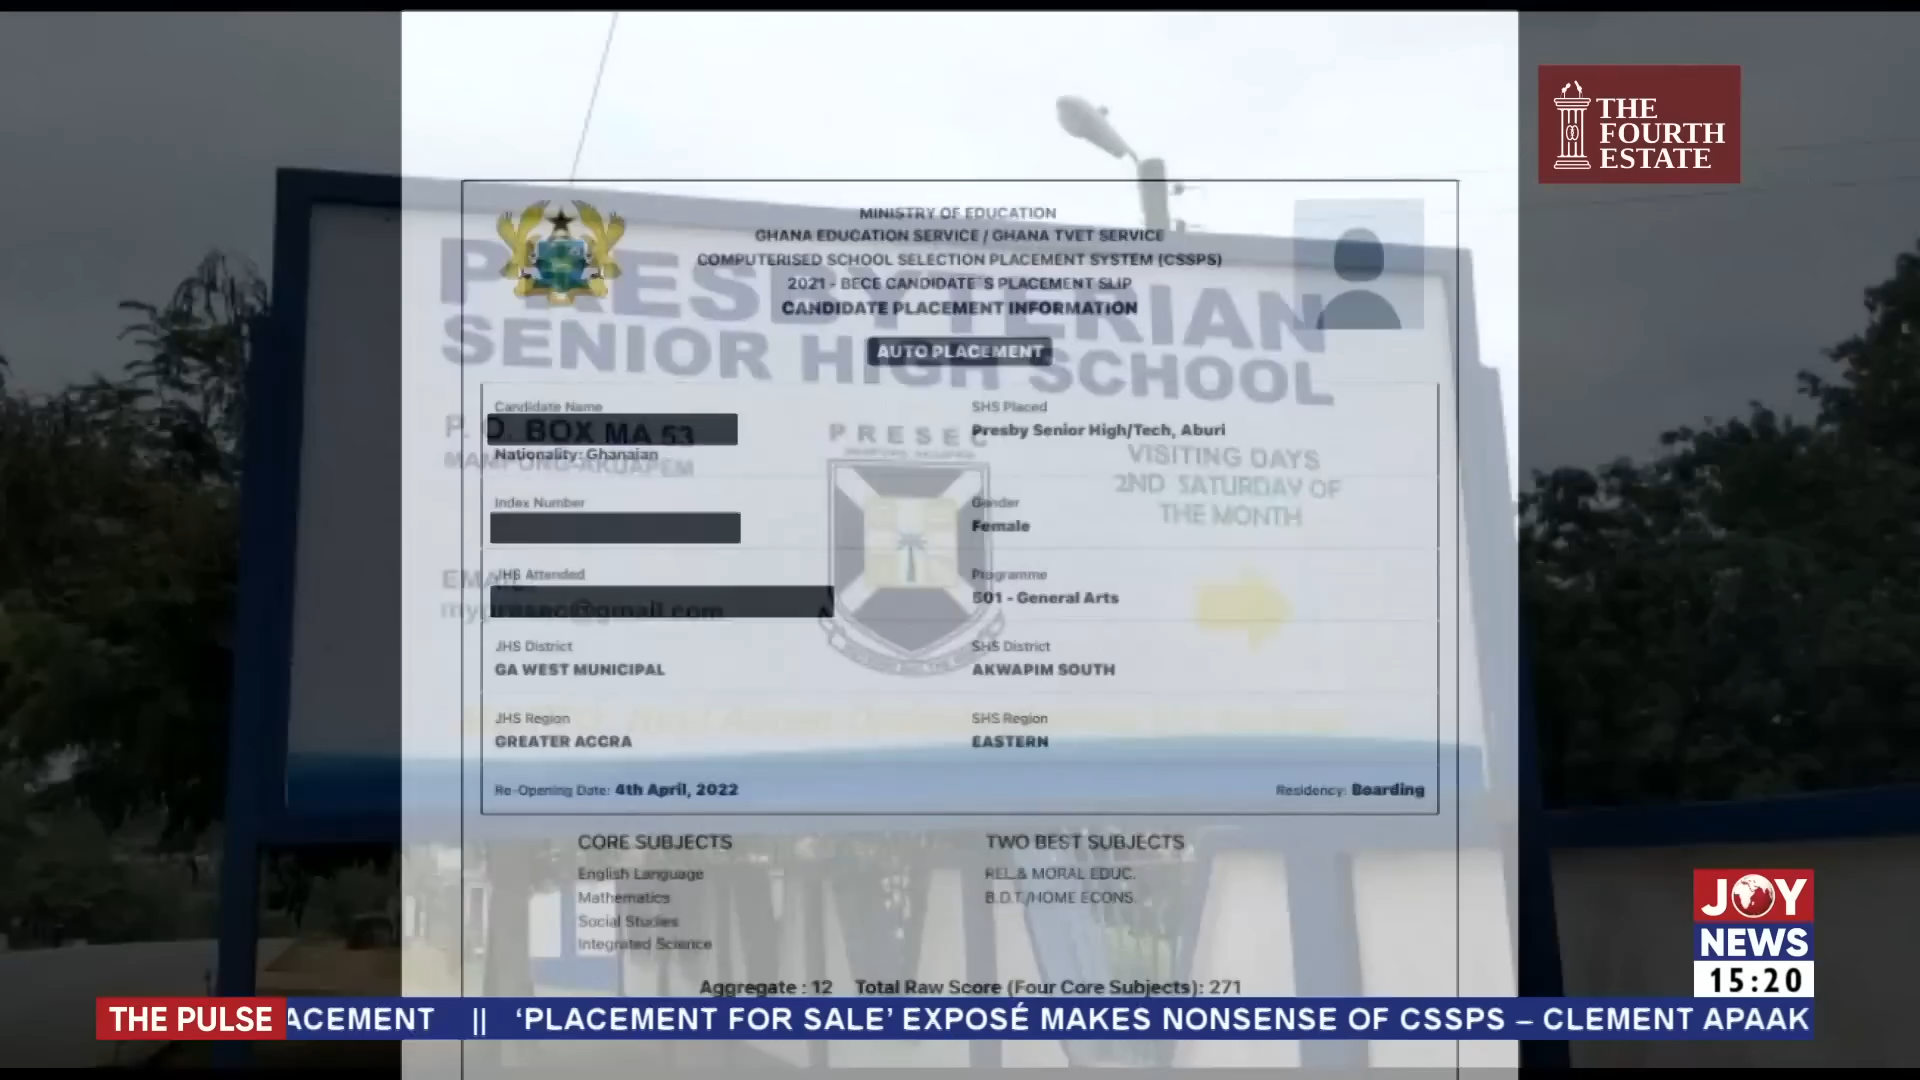 THE
FOURTH
ESTATE
MINISTRY OF EDUCATION
GHANA EDUCATION SERVICE / GHANA TVET SERVICE
COMPUTERISED SCHOOL SELECTION PLACEMENT SYSTEM (CSSPS)
2021 - BECE CANDIDATE`S PLACEMENT SLIP
CANDIDATE PLACEMENT INFORMATION
AUTO PLACEMENT
PRESBYTERIAN
SENIOR HIGH SCHOOL
P. O. BOX MA 53
MAMPONG-AKUAPEM
EMAIL:
mypresec@gmail.com
PRESEC
VISITING DAYS
2ND SATURDAY OF
THE MONTH
Candidate Name
Nationality: Ghanaian
SHS Placed
Presby Senior High/Tech, Aburi
Index Number
Gender
Female
JHS Attended
Programme
501 - General Arts
JHS District
GA WEST MUNICIPAL
SHS District
AKWAPIM SOUTH
JHS Region
GREATER ACCRA
SHS Region
EASTERN
Re-Opening Date: 4th April, 2022
Residency: Boarding
CORE SUBJECTS
English Language
Mathematics
Social Studies
Integrated Science
TWO BEST SUBJECTS
REL.& MORAL EDUC.
B.D.T./HOME ECONS.
Aggregate : 12 Total Raw Score (Four Core Subjects): 271
JOY
NEWS
15:20
THE PULSE
ACEMENT || ‘PLACEMENT FOR SALE’ EXPOSÉ MAKES NONSENSE OF CSSPS – CLEMENT APAAK